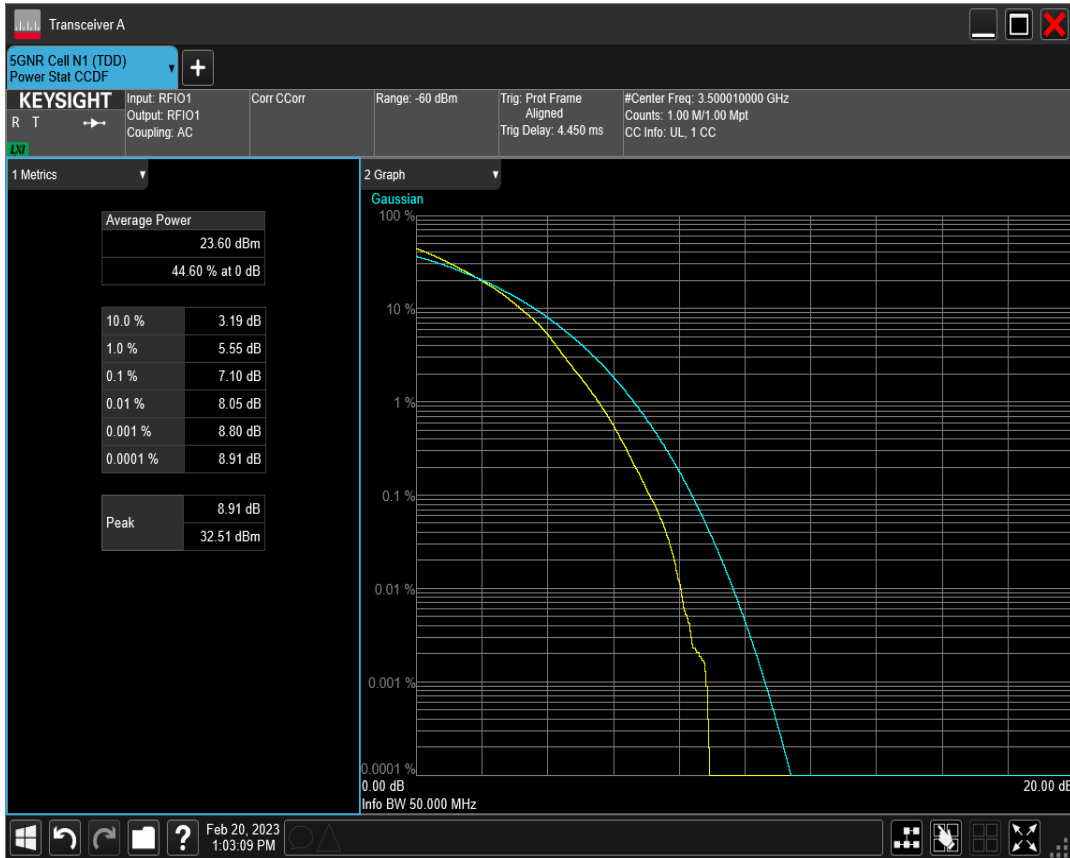 Transceiver A
5GNR Cell N1 (TDD)
Power Stat CCDF
+
KEYSIGHT
R T
LXI
Input: RFIO1
Output: RFIO1
Coupling: AC
Corr CCorr
Range: -60 dBm
Trig: Prot Frame
Aligned
Trig Delay: 4.450 ms
#Center Freq: 3.500010000 GHz
Counts: 1.00 M/1.00 Mpt
CC Info: UL, 1 CC
1 Metrics
Average Power
23.60 dBm
44.60 % at 0 dB
10.0 % 3.19 dB
1.0 % 5.55 dB
0.1 % 7.10 dB
0.01 % 8.05 dB
0.001 % 8.80 dB
0.0001 % 8.91 dB
Peak
8.91 dB
32.51 dBm
2 Graph
Gaussian
100 %
10 %
1 %
0.1 %
0.01 %
0.001 %
0.0001 %
0.00 dB 20.00 dB
Info BW 50.000 MHz
?
Feb 20, 2023
1:03:09 PM